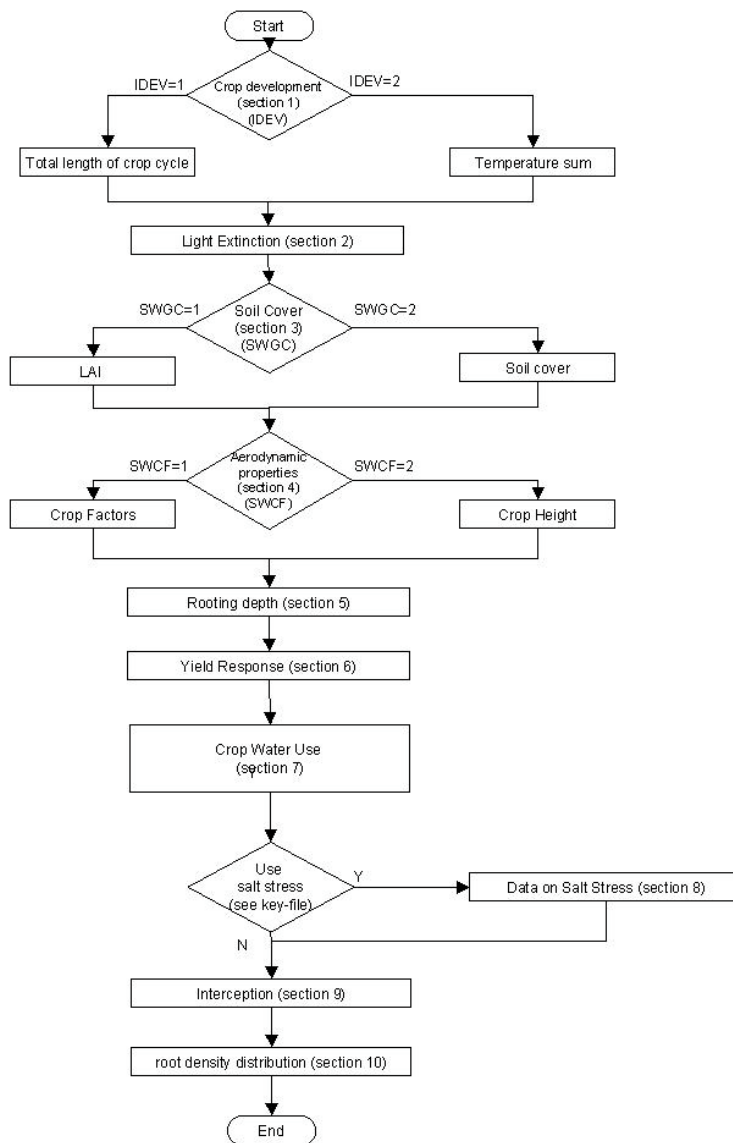 Start
IDEV=1
IDEV=2
Crop development
(section 1)
(IDEV)
Total length of crop cycle
Temperature sum
Light Extinction (section 2)
SWGC=1
SWGC=2
Soil Cover
(section 3)
(SWGC)
LAI
Soil cover
SWCF=1
SWCF=2
Aerodynamic
properties
(section 4)
(SWCF)
Crop Factors
Crop Height
Rooting depth (section 5)
Yield Response (section 6)
Crop Water Use
(section 7)
Y
Use
salt stress
(see key-file)
Y
Data on Salt Stress (section 8)
N
Interception (section 9)
root density distribution (section 10)
End